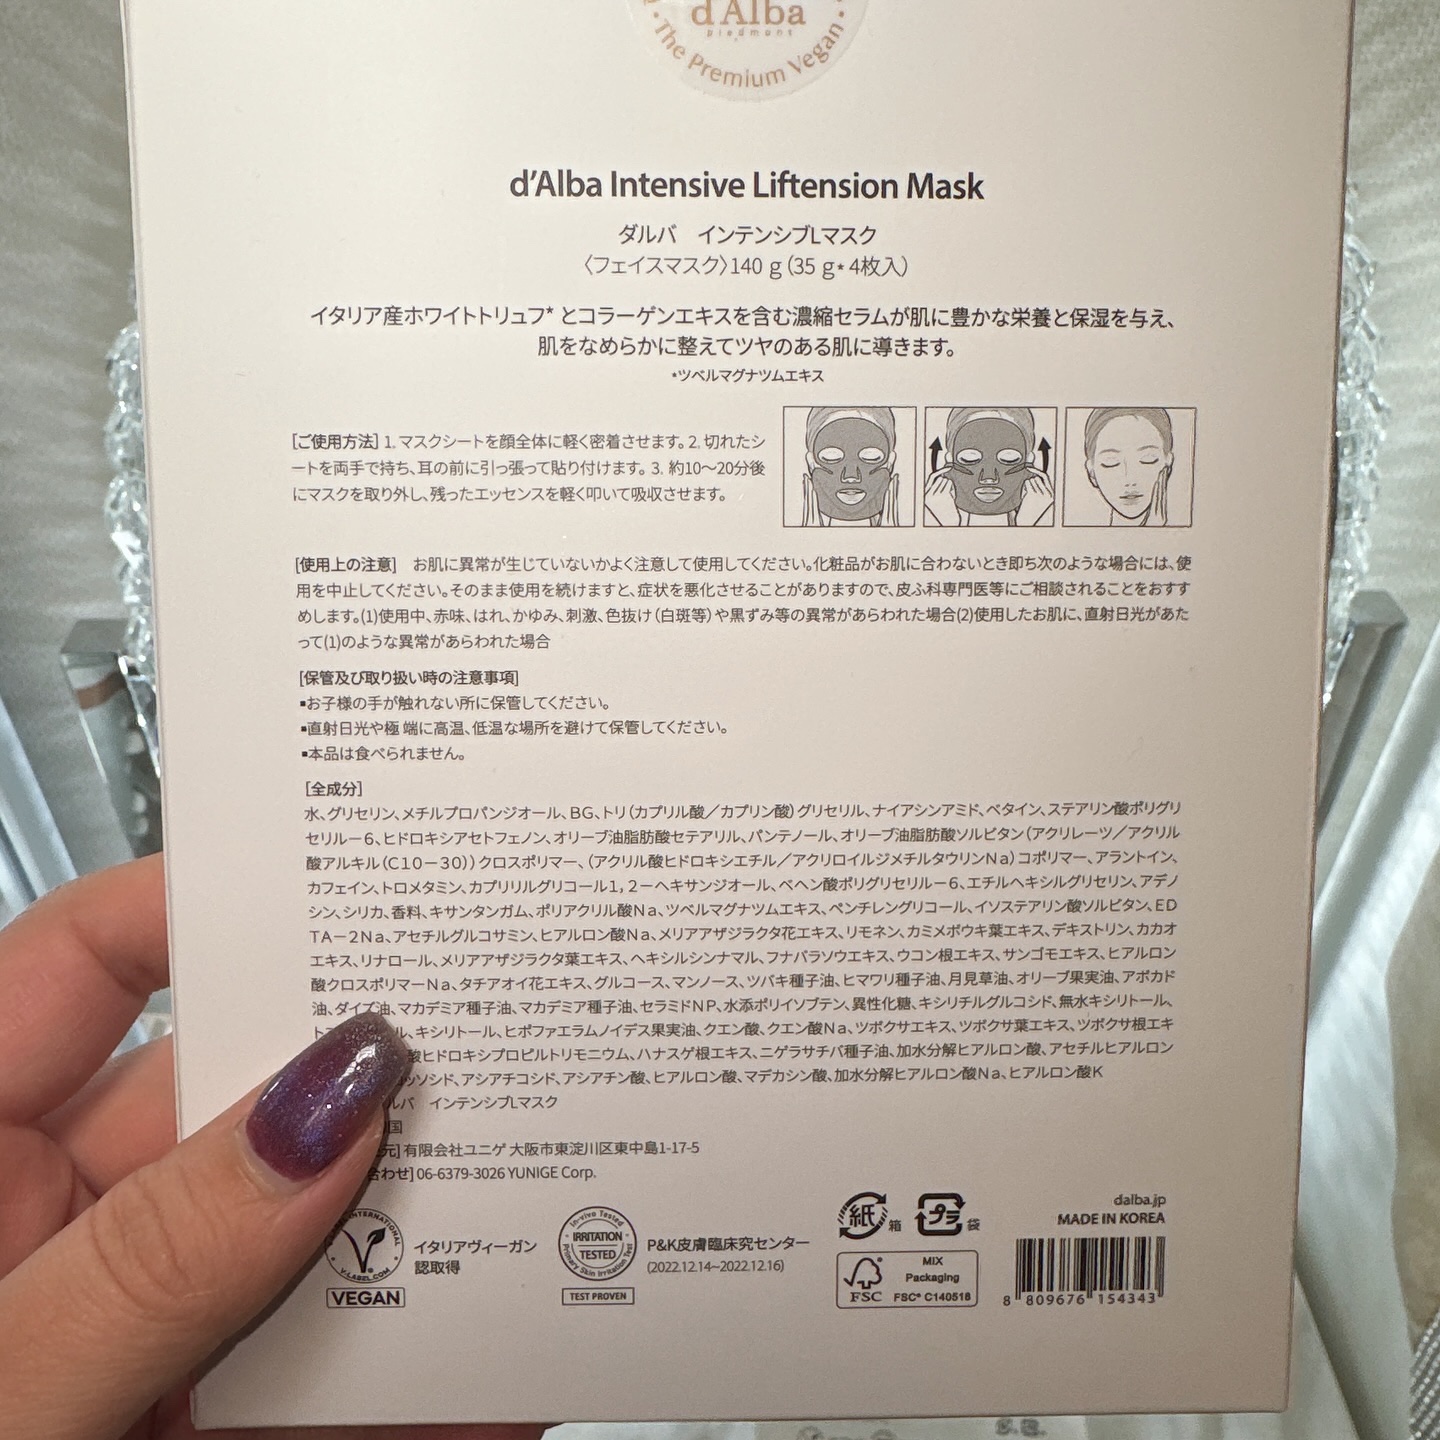 d'Alba
piedmont
The Premium Vegan
d'Alba Intensive Liftension Mask
ダルバ　インテンシブLマスク
〈フェイスマスク〉140 g（35 g* 4枚入）
イタリア産ホワイトトリュフ* とコラーゲンエキスを含む濃縮セラムが肌に豊かな栄養と保湿を与え、
肌をなめらかに整えてツヤのある肌に導きます。
*ツベルマグナツムエキス
[ご使用方法] 1. マスクシートを顔全体に軽く密着させます。2. 切れたシ
ートを両手で持ち、耳の前に引っ張って貼り付けます。3. 約10～20分後
にマスクを取り外し、残ったエッセンスを軽く叩いて吸収させます。
[使用上の注意]　お肌に異常が生じていないかよく注意して使用してください。化粧品がお肌に合わないとき即ち次のような場合には、使
用を中止してください。そのまま使用を続けますと、症状を悪化させることがありますので、皮ふ科専門医等にご相談されることをおすす
めします。(1)使用中、赤味、はれ、かゆみ、刺激、色抜け（白斑等）や黒ずみ等の異常があらわれた場合(2)使用したお肌に、直射日光があた
って(1)のような異常があらわれた場合
[保管及び取り扱い時の注意事項]
▪お子様の手が触れない所に保管してください。
▪直射日光や極 端に高温、低温な場所を避けて保管してください。
▪本品は食べられません。
[全成分]
水、グリセリン、メチルプロパンジオール、ＢＧ、トリ（カプリル酸／カプリン酸）グリセリル、ナイアシンアミド、ベタイン、ステアリン酸ポリグリ
セリルー６、ヒドロキシアセトフェノン、オリーブ油脂肪酸セテアリル、パンテノール、オリーブ油脂肪酸ソルビタン（アクリレーツ／アクリル
酸アルキル（Ｃ１０－３０））クロスポリマー、（アクリル酸ヒドロキシエチル／アクリロイルジメチルタウリンＮａ）コポリマー、アラントイン、
カフェイン、トロメタミン、カプリリルグリコール１，２－ヘキサンジオール、ベヘン酸ポリグリセリルー６、エチルヘキシルグリセリン、アデノ
シン、シリカ、香料、キサンタンガム、ポリアクリル酸Ｎａ、ツベルマグナツムエキス、ペンチレングリコール、イソステアリン酸ソルビタン、ＥＤ
ＴＡ－２Ｎａ、アセチルグルコサミン、ヒアルロン酸Ｎａ、メリアアザジラクタ花エキス、リモネン、カミメボウキ葉エキス、デキストリン、カカオ
エキス、リナロール、メリアアザジラクタ葉エキス、ヘキシルシンナマル、フナバラソウエキス、ウコン根エキス、サンゴモエキス、ヒアルロン
酸クロスポリマーＮａ、タチアオイ花エキス、グルコース、マンノース、ツバキ種子油、ヒマワリ種子油、月見草油、オリーブ果実油、アボカド
油、ダイズ油、マカデミア種子油、マカデミア種子油、セラミドＮＰ、水添ポリイソブテン、異性化糖、キシリチルグルコシド、無水キシリトール、
ル、キシリトール、ヒポファエラムノイデス果実油、クエン酸、クエン酸Ｎａ、ツボクサエキス、ツボクサ葉エキス、ツボクサ根エキ
酸ヒドロキシプロピルトリモニウム、ハナスゲ根エキス、ニゲラサチバ種子油、加水分解ヒアルロン酸、アセチルヒアルロン
ッソシド、アシアチコシド、アシアチン酸、ヒアルロン酸、マデカシン酸、加水分解ヒアルロン酸Ｎａ、ヒアルロン酸Ｋ
ルバ　インテンシブLマスク
国
元] 有限会社ユニゲ 大阪市東淀川区東中島1-17-5
合わせ] 06-6379-3026 YUNIGE Corp.
INTERNATIONAL
V-LABEL.COM
VEGAN
イタリアヴィーガン
認取得
In-vivo Tested
IRRITATION
TESTED
Primary Skin Irritation Test
TEST PROVEN
P&K皮膚臨床究センター
(2022.12.14~2022.12.16)
紙 箱
プラ 袋
FSC
MIX
Packaging
FSC® C140518
dalba.jp
MADE IN KOREA
8 809676 154343